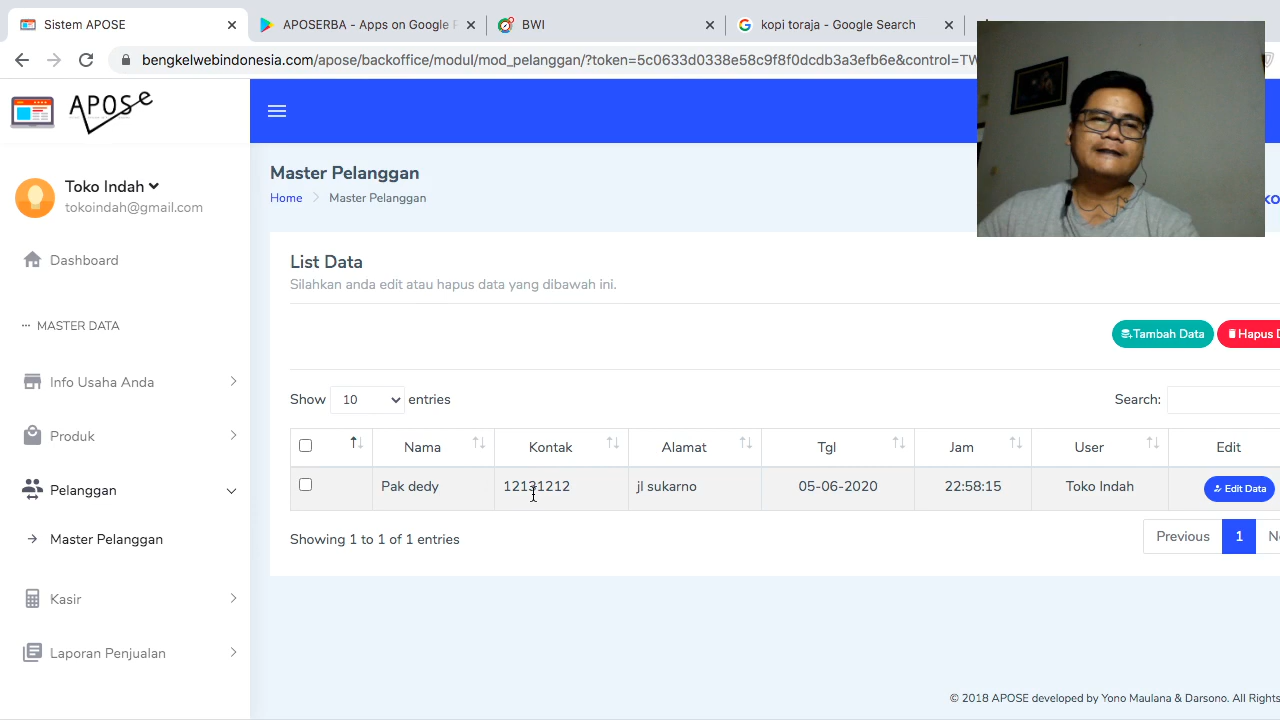 Sistem APOSE
APOSERBA - Apps on Google P
BWI
kopi toraja - Google Search
bengkelwebindonesia.com/apose/backoffice/modul/mod_pelanggan/?token=5c0633d0338e58c9f8f0dcdb3a3efb6e&control=TW
APOSE
Toko Indah
tokoindah@gmail.com
Dashboard
MASTER DATA
Info Usaha Anda
Produk
Pelanggan
Master Pelanggan
Kasir
Laporan Penjualan
Master Pelanggan
Home Master Pelanggan
List Data
Silahkan anda edit atau hapus data yang dibawah ini.
Tambah Data Hapus D
Show 10 entries Search:
Nama Kontak Alamat Tgl Jam User Edit
Pak dedy 12131212 jl sukarno 05-06-2020 22:58:15 Toko Indah Edit Data
Showing 1 to 1 of 1 entries
Previous 1 Ne
© 2018 APOSE developed by Yono Maulana & Darsono. All Rights